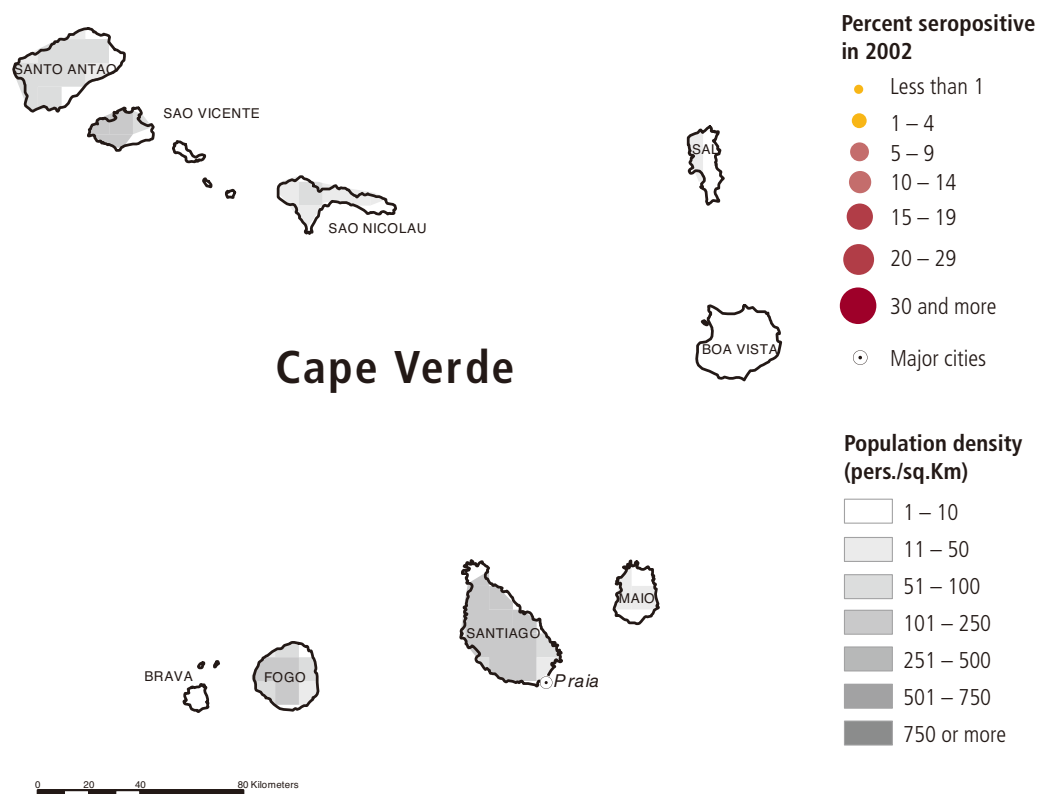 SANTO ANTAO
SAO VICENTE
SAO NICOLAU
SAL
BOA VISTA
Cape Verde
SANTIAGO
MAIO
BRAVA
FOGO
Praia
0 20 40 80 Kilometers
Percent seropositive
in 2002
Less than 1
1 – 4
5 – 9
10 – 14
15 – 19
20 – 29
30 and more
Major cities
Population density
(pers./sq.Km)
1 – 10
11 – 50
51 – 100
101 – 250
251 – 500
501 – 750
750 or more